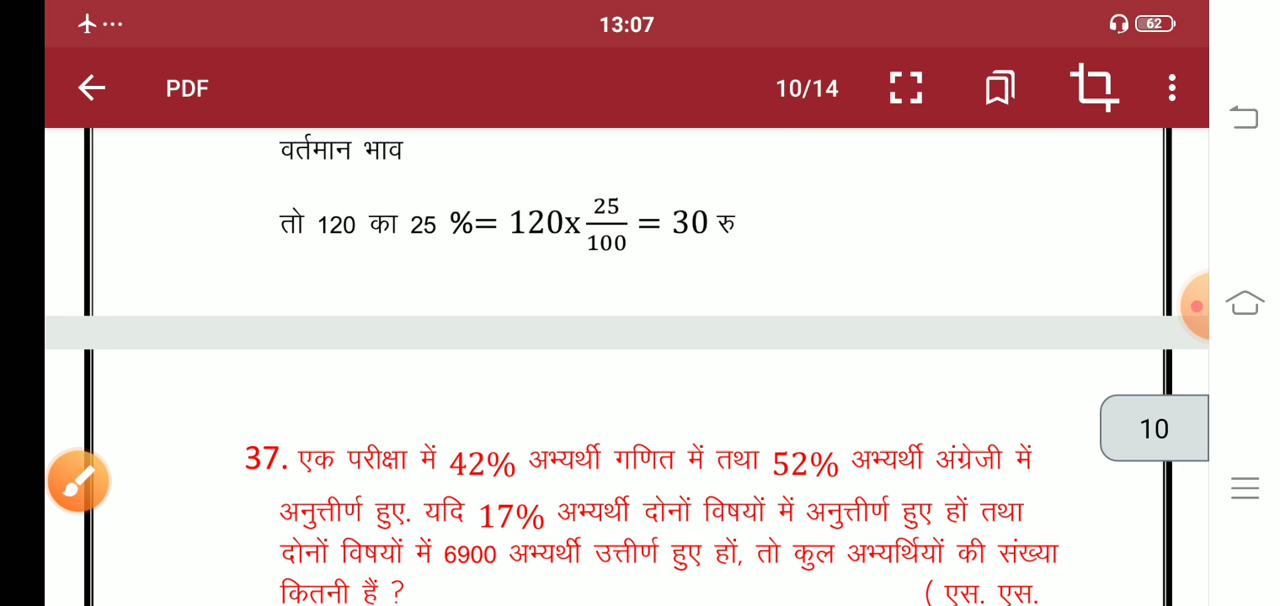 13:07 62
PDF 10/14
वर्तमान भाव
तो 120 का 25 %= 120x25/100 = 30 रु
10
37. एक परीक्षा में 42% अभ्यर्थी गणित में तथा 52% अभ्यर्थी अंग्रेजी में
अनुत्तीर्ण हुए. यदि 17% अभ्यर्थी दोनों विषयों में अनुत्तीर्ण हुए हों तथा
दोनों विषयों में 6900 अभ्यर्थी उत्तीर्ण हुए हों, तो कुल अभ्यर्थियों की संख्या
कितनी हैं ? ( एस. एस.